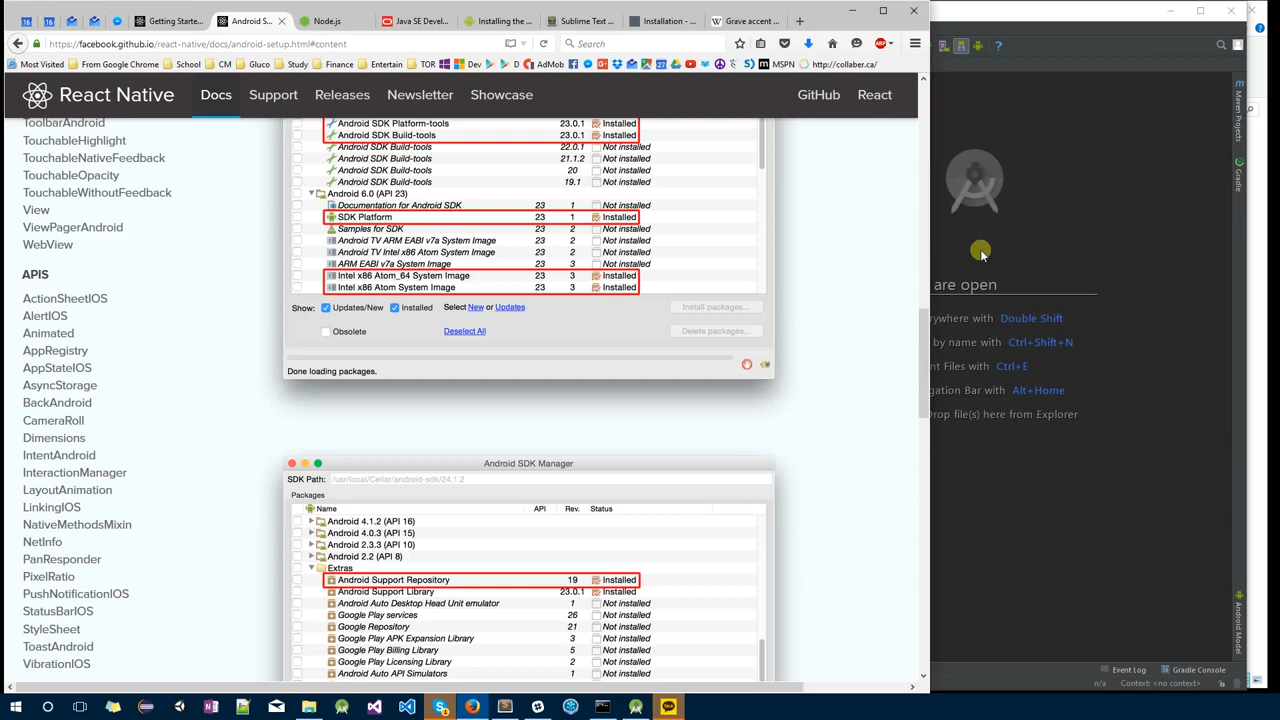 Getting Starte...
Android S...
Node.js
Java SE Devel...
Installing the ...
Sublime Text ...
Installation - ...
Grave accent ...
https://facebook.github.io/react-native/docs/android-setup.html#content
Search
Most Visited
From Google Chrome
School
CM
Gluco
Study
Finance
Entertain
TOR
Dev
AdMob
MSPN
http://collaber.ca/
React Native
Docs
Support
Releases
Newsletter
Showcase
GitHub
React
ToolbarAndroid
TouchableHighlight
TouchableNativeFeedback
TouchableOpacity
TouchableWithoutFeedback
View
ViewPagerAndroid
WebView
APIS
ActionSheetIOS
AlertIOS
Animated
AppRegistry
AppStateIOS
AsyncStorage
BackAndroid
CameraRoll
Dimensions
IntentAndroid
InteractionManager
LayoutAnimation
LinkingIOS
NativeMethodsMixin
NetInfo
PanResponder
PixelRatio
PushNotificationIOS
StatusBarIOS
StyleSheet
ToastAndroid
VibrationIOS
Android SDK Platform-tools 23.0.1 Installed
Android SDK Build-tools 23.0.1 Installed
Android SDK Build-tools 22.0.1 Not installed
Android SDK Build-tools 21.1.2 Not installed
Android SDK Build-tools 20 Not installed
Android SDK Build-tools 19.1 Not installed
Android 6.0 (API 23)
Documentation for Android SDK 23 1 Not installed
SDK Platform 23 1 Installed
Samples for SDK 23 2 Not installed
Android TV ARM EABI v7a System Image 23 2 Not installed
Android TV Intel x86 Atom System Image 23 2 Not installed
ARM EABI v7a System Image 23 3 Not installed
Intel x86 Atom_64 System Image 23 3 Installed
Intel x86 Atom System Image 23 3 Installed
Show: Updates/New Installed Select New or Updates Install packages...
Obsolete Deselect All Delete packages...
Done loading packages.
Android SDK Manager
SDK Path: /usr/local/Cellar/android-sdk/24.1.2
Packages
Name API Rev. Status
Android 4.1.2 (API 16)
Android 4.0.3 (API 15)
Android 2.3.3 (API 10)
Android 2.2 (API 8)
Extras
Android Support Repository 19 Installed
Android Support Library 23.0.1 Installed
Android Auto Desktop Head Unit emulator 1 Not installed
Google Play services 26 Not installed
Google Repository 21 Not installed
Google Play APK Expansion Library 3 Not installed
Google Play Billing Library 5 Not installed
Google Play Licensing Library 2 Not installed
Android Auto API Simulators 1 Not installed
are open
ywhere with Double Shift
by name with Ctrl+Shift+N
nt Files with Ctrl+E
igation Bar with Alt+Home
Drop file(s) here from Explorer
Maven Projects
Gradle
Android Model
Event Log
Gradle Console
n/a
Context: <no context>